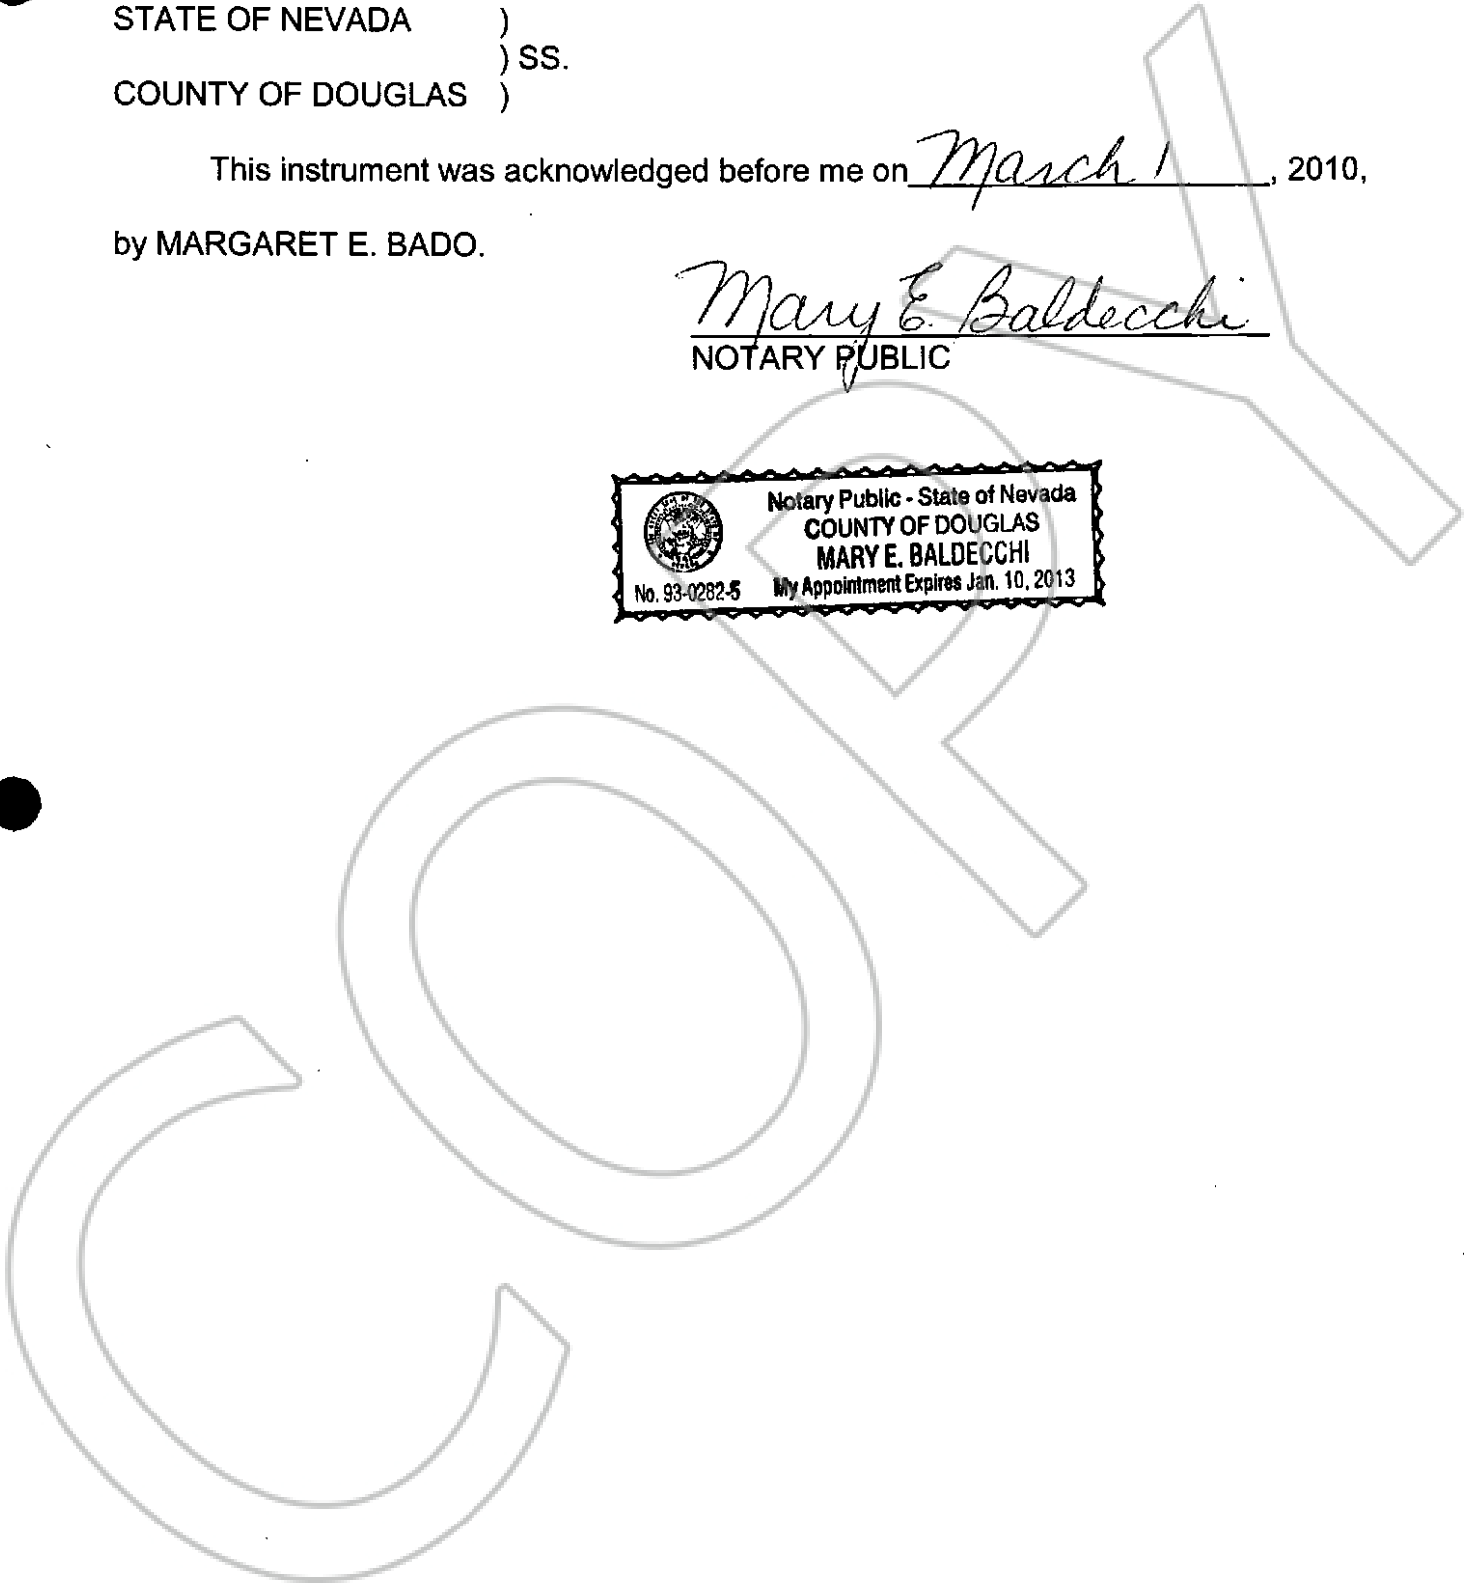 STATE OF NEVADA )
) SS.
COUNTY OF DOUGLAS )
This instrument was acknowledged before me on March 1, 2010,
by MARGARET E. BADO.
Mary E. Baldecchi
NOTARY PUBLIC
Notary Public - State of Nevada
COUNTY OF DOUGLAS
MARY E. BALDECCHI
No. 93-0282-5 My Appointment Expires Jan. 10, 2013
COPY